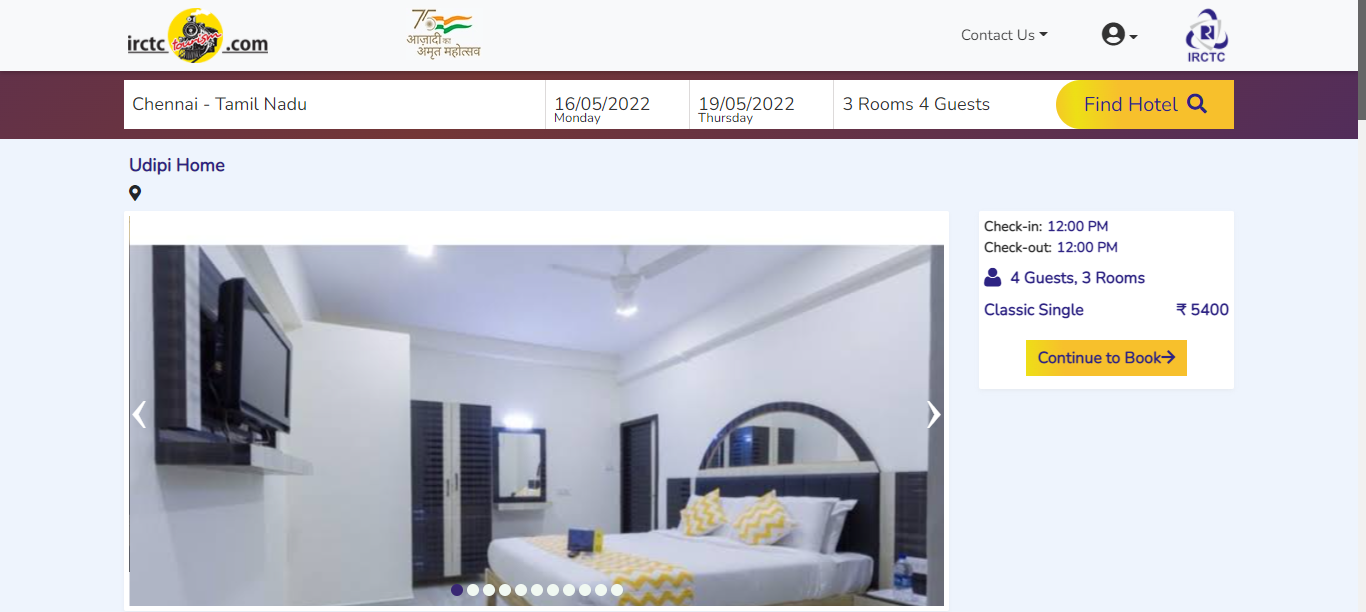 irctc tourism .com
75
आज़ादी का
अमृत महोत्सव
Contact Us
IRCTC
Chennai - Tamil Nadu
16/05/2022
Monday
19/05/2022
Thursday
3 Rooms 4 Guests
Find Hotel
Udipi Home
Check-in: 12:00 PM
Check-out: 12:00 PM
4 Guests, 3 Rooms
Classic Single ₹ 5400
Continue to Book